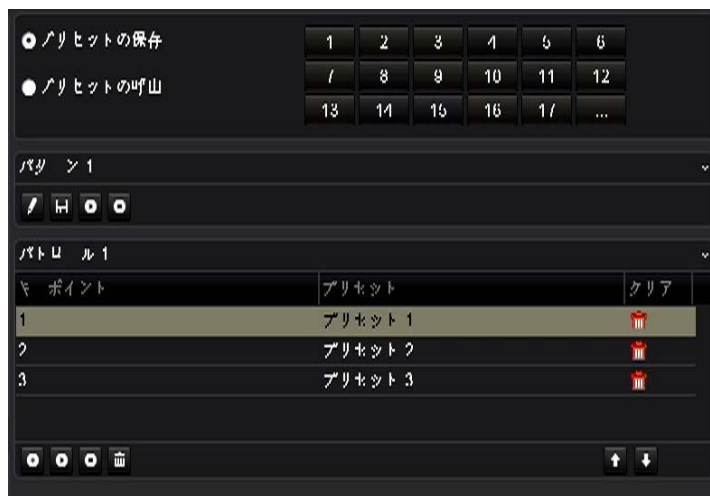 プリセットの保存
1 2 3 4 5 6
プリセットの呼出
7 8 9 10 11 12
13 14 15 16 17 ...
パターン 1
パトロール 1
キーポイント プリセット クリア
1 プリセット 1
2 プリセット 2
3 プリセット 3